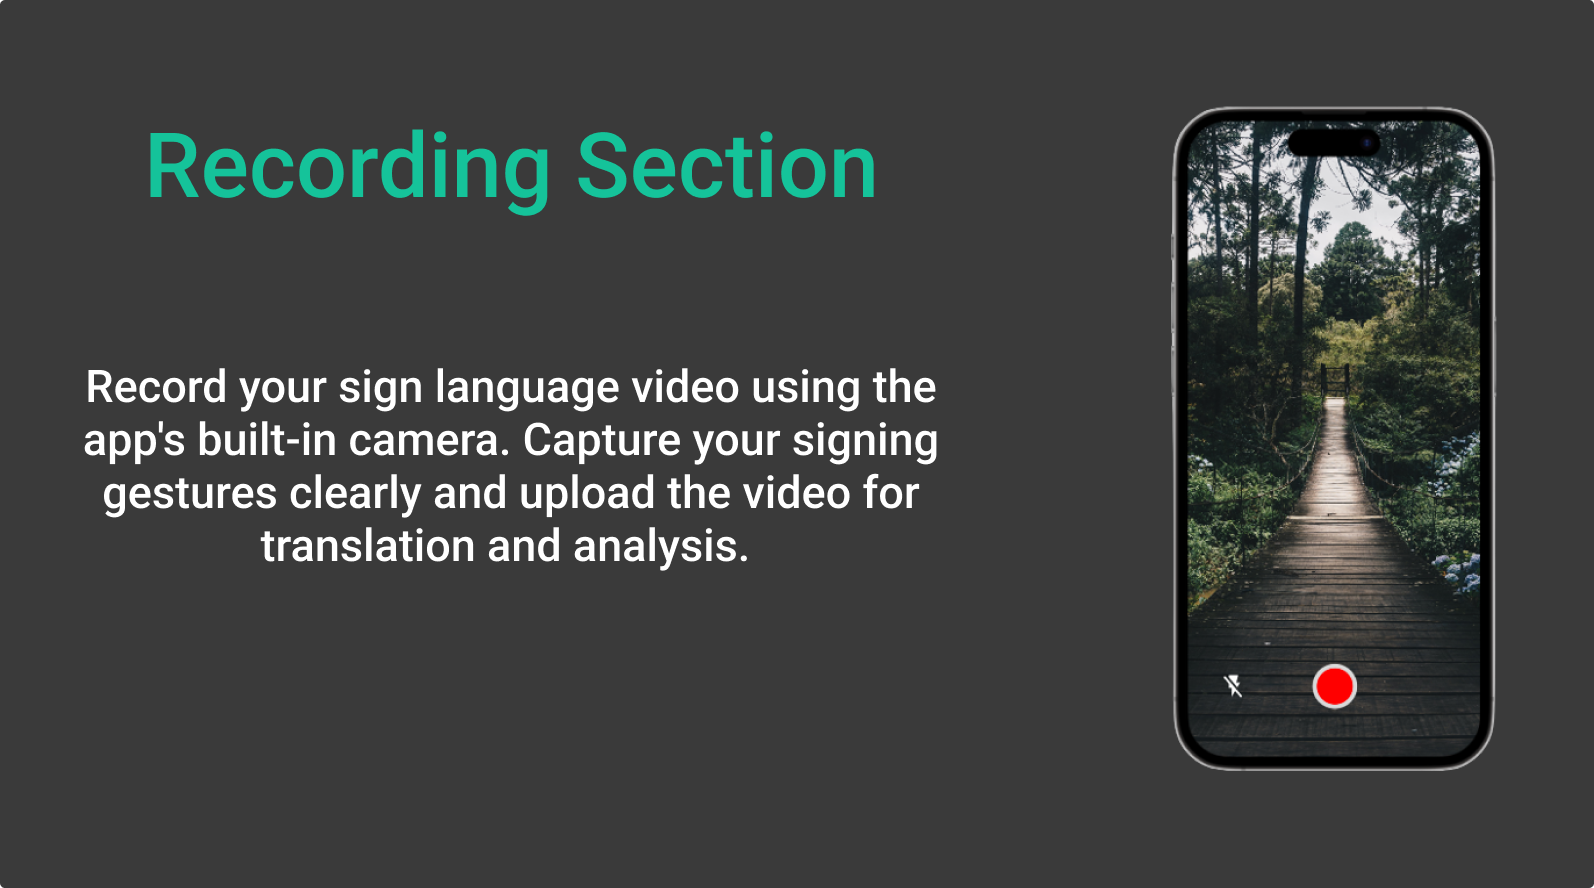 Recording Section
Record your sign language video using the
app's built-in camera. Capture your signing
gestures clearly and upload the video for
translation and analysis.